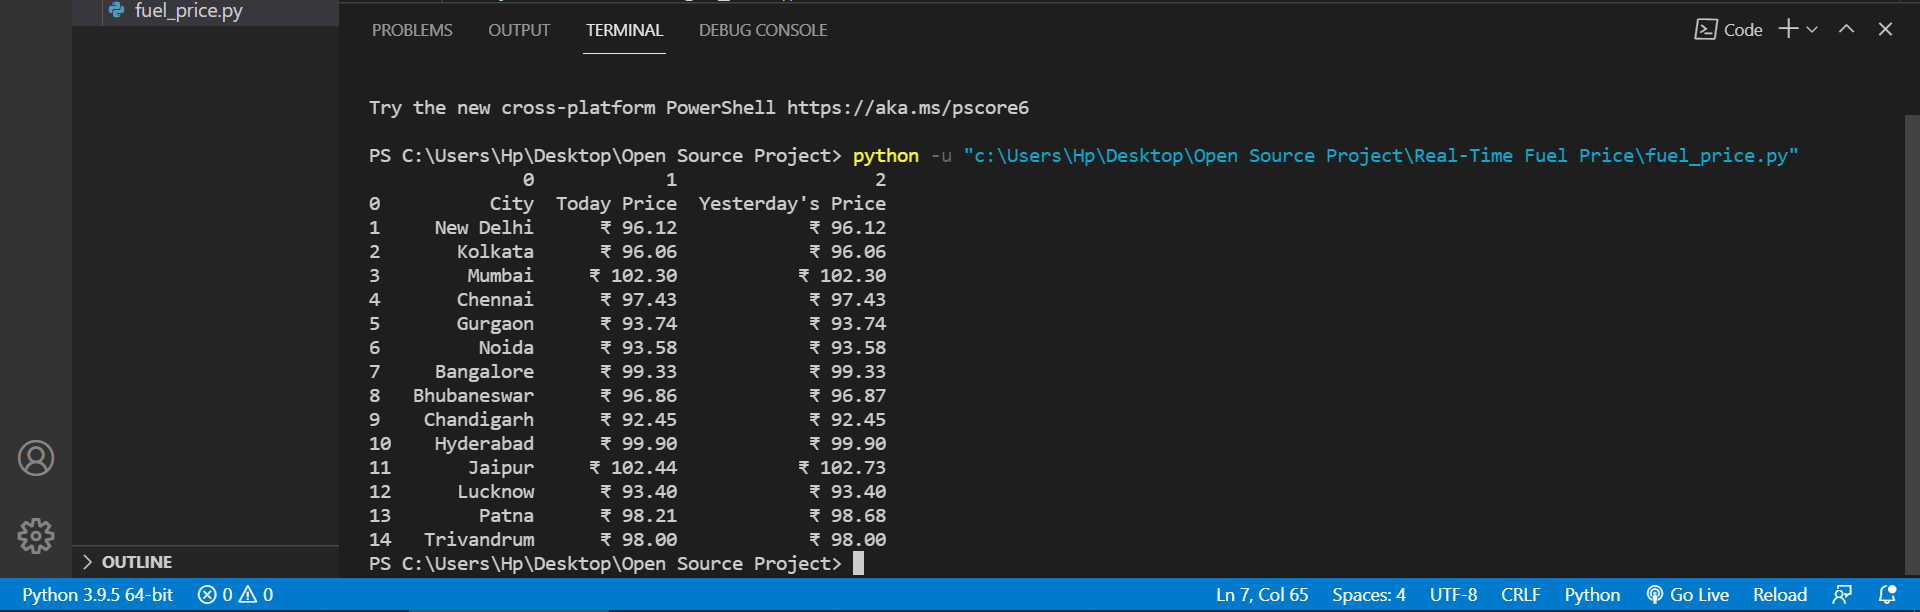 fuel_price.py
PROBLEMS OUTPUT TERMINAL DEBUG CONSOLE Code
Try the new cross-platform PowerShell https://aka.ms/pscore6
PS C:\Users\Hp\Desktop\Open Source Project> python -u "c:\Users\Hp\Desktop\Open Source Project\Real-Time Fuel Price\fuel_price.py"
0 1 2
0 City Today Price Yesterday's Price
1 New Delhi ₹ 96.12 ₹ 96.12
2 Kolkata ₹ 96.06 ₹ 96.06
3 Mumbai ₹ 102.30 ₹ 102.30
4 Chennai ₹ 97.43 ₹ 97.43
5 Gurgaon ₹ 93.74 ₹ 93.74
6 Noida ₹ 93.58 ₹ 93.58
7 Bangalore ₹ 99.33 ₹ 99.33
8 Bhubaneswar ₹ 96.86 ₹ 96.87
9 Chandigarh ₹ 92.45 ₹ 92.45
10 Hyderabad ₹ 99.90 ₹ 99.90
11 Jaipur ₹ 102.44 ₹ 102.73
12 Lucknow ₹ 93.40 ₹ 93.40
13 Patna ₹ 98.21 ₹ 98.68
14 Trivandrum ₹ 98.00 ₹ 98.00
PS C:\Users\Hp\Desktop\Open Source Project>
OUTLINE
Python 3.9.5 64-bit 0 0 Ln 7, Col 65 Spaces: 4 UTF-8 CRLF Python Go Live Reload